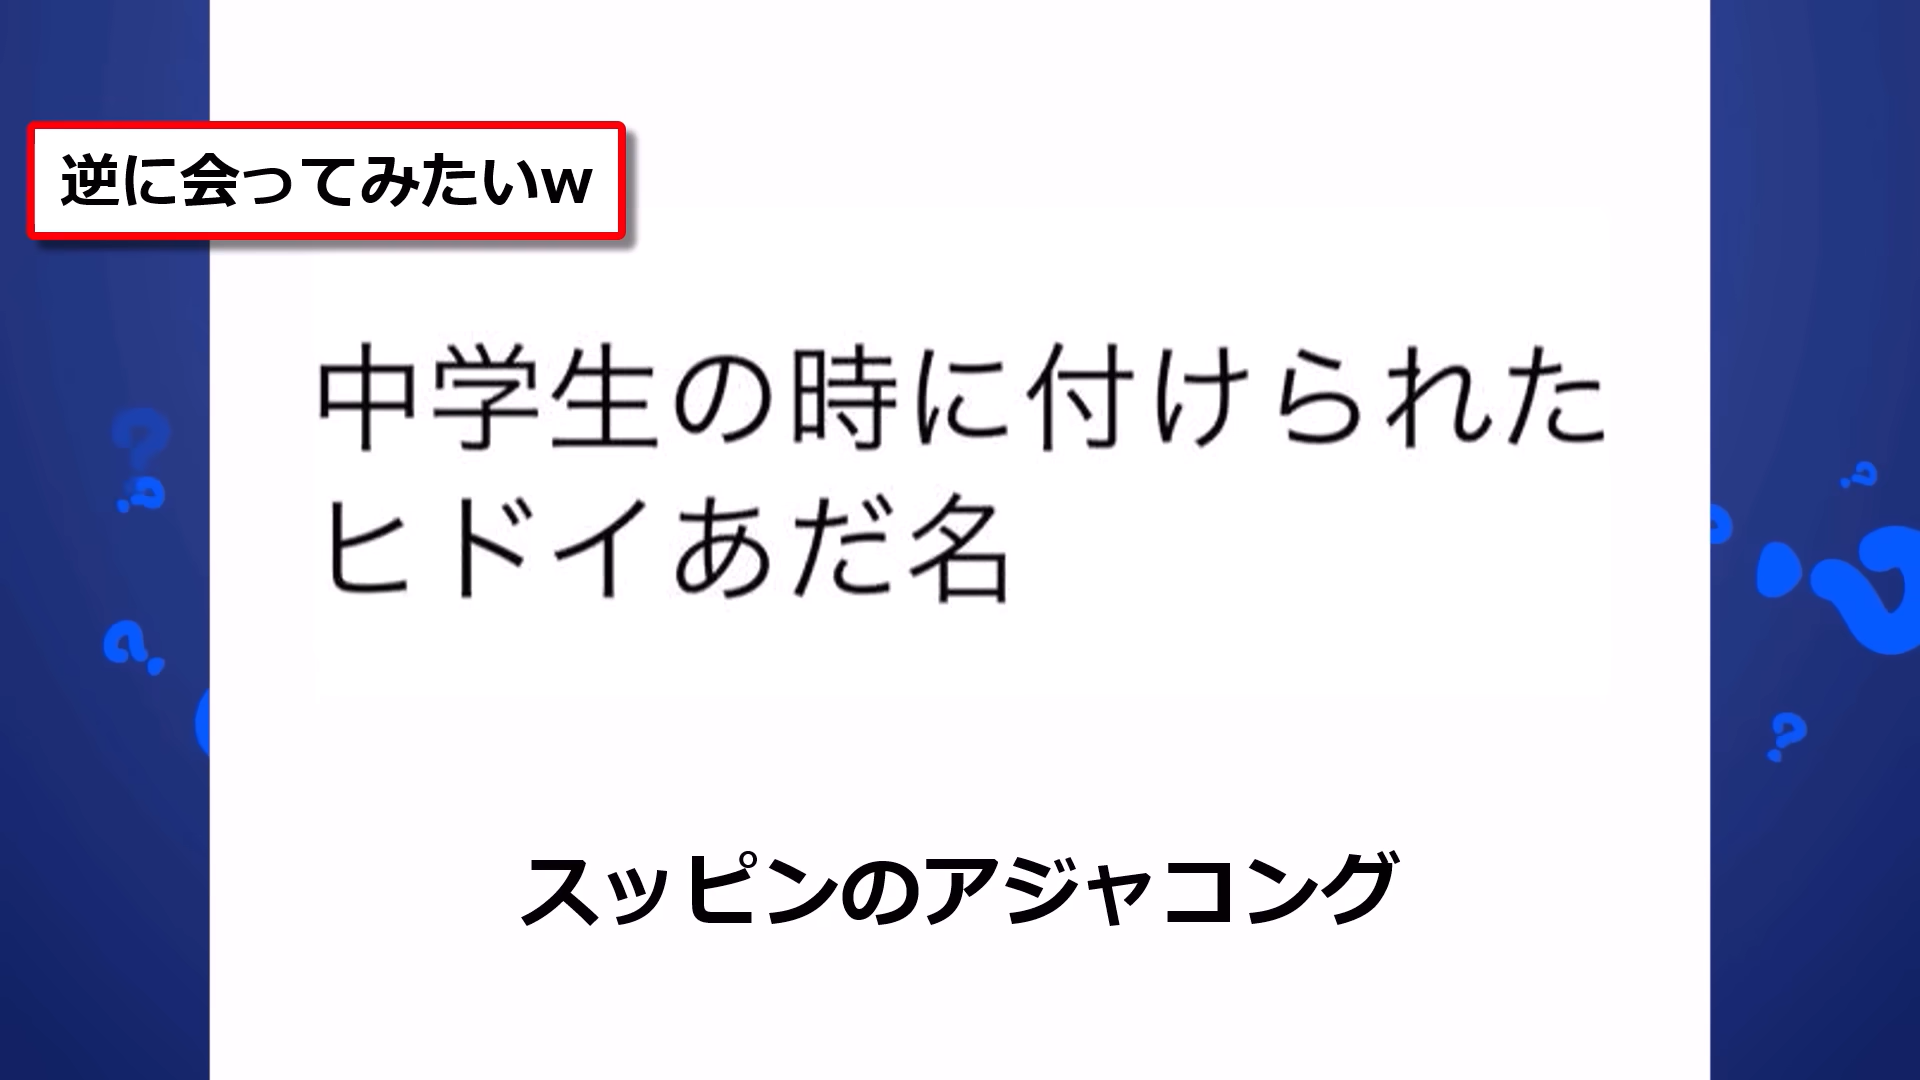 逆に会ってみたいw
中学生の時に付けられた
ヒドイあだ名
スッピンのアジャコング